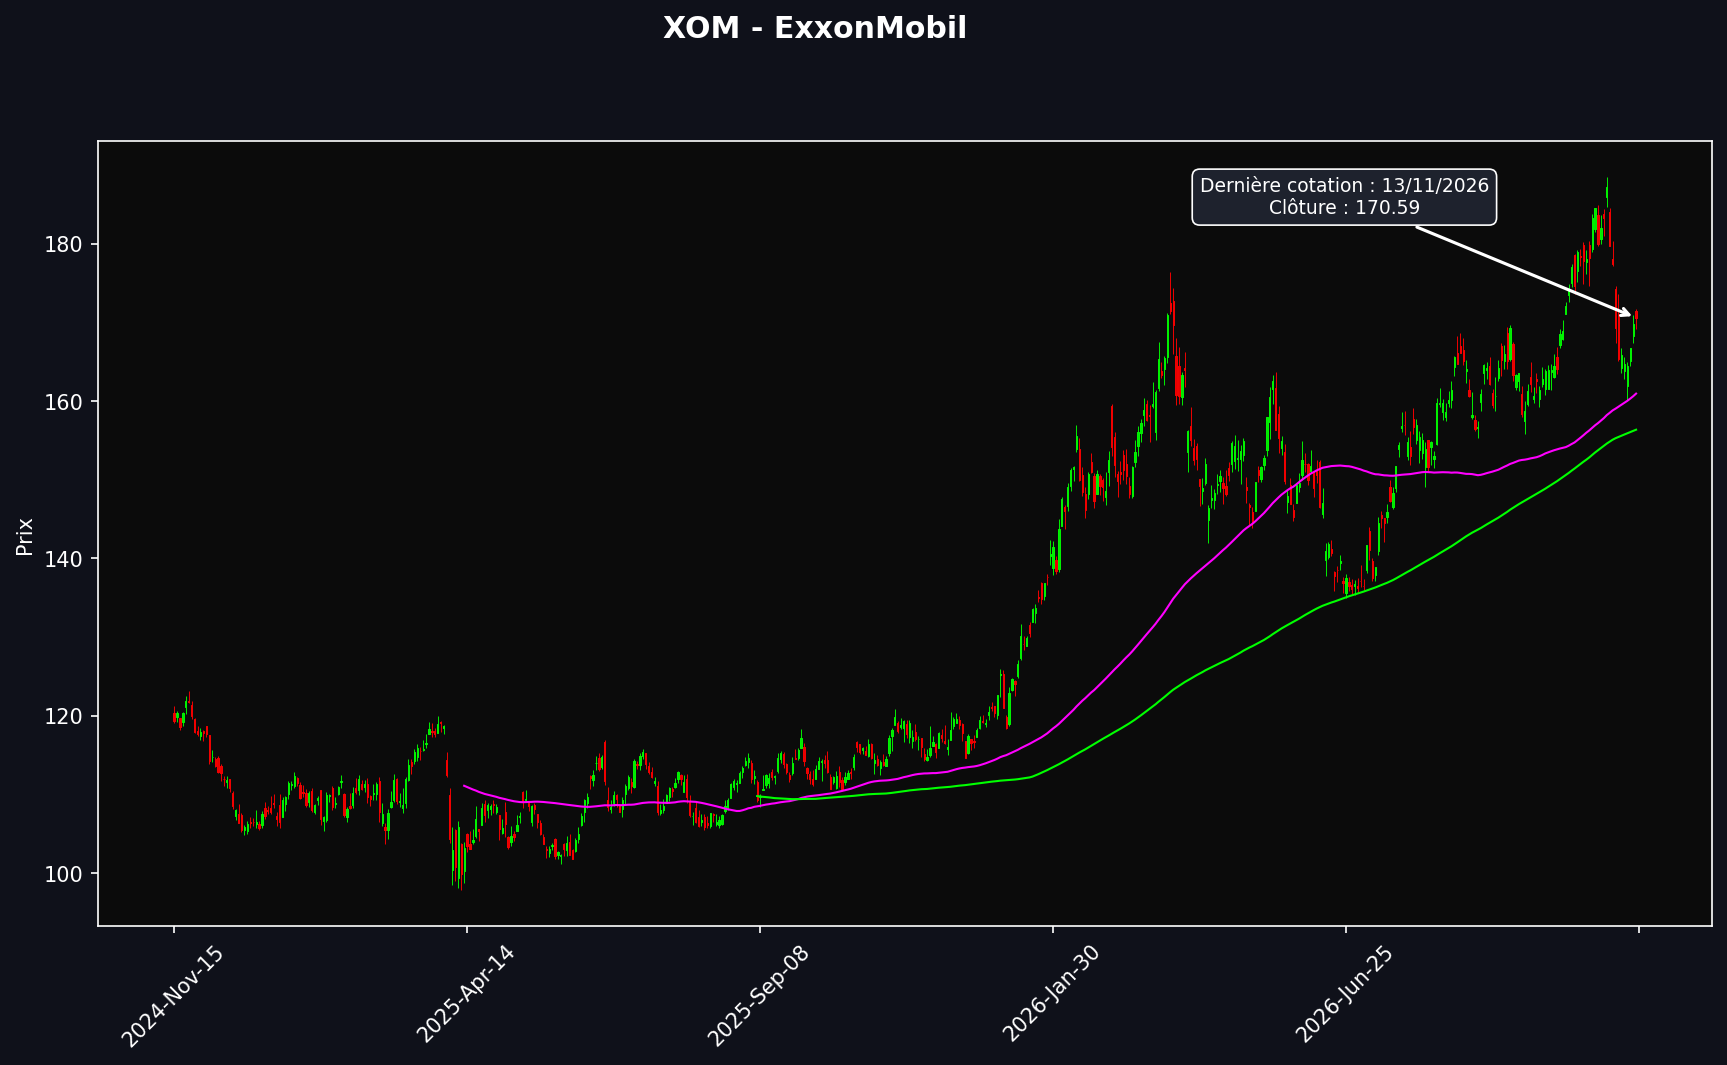 XOM - ExxonMobil
Dernière cotation : 13/11/2026
Clôture : 170.59
Prix
180
160
140
120
100
2024-Nov-15
2025-Apr-14
2025-Sep-08
2026-Jan-30
2026-Jun-25